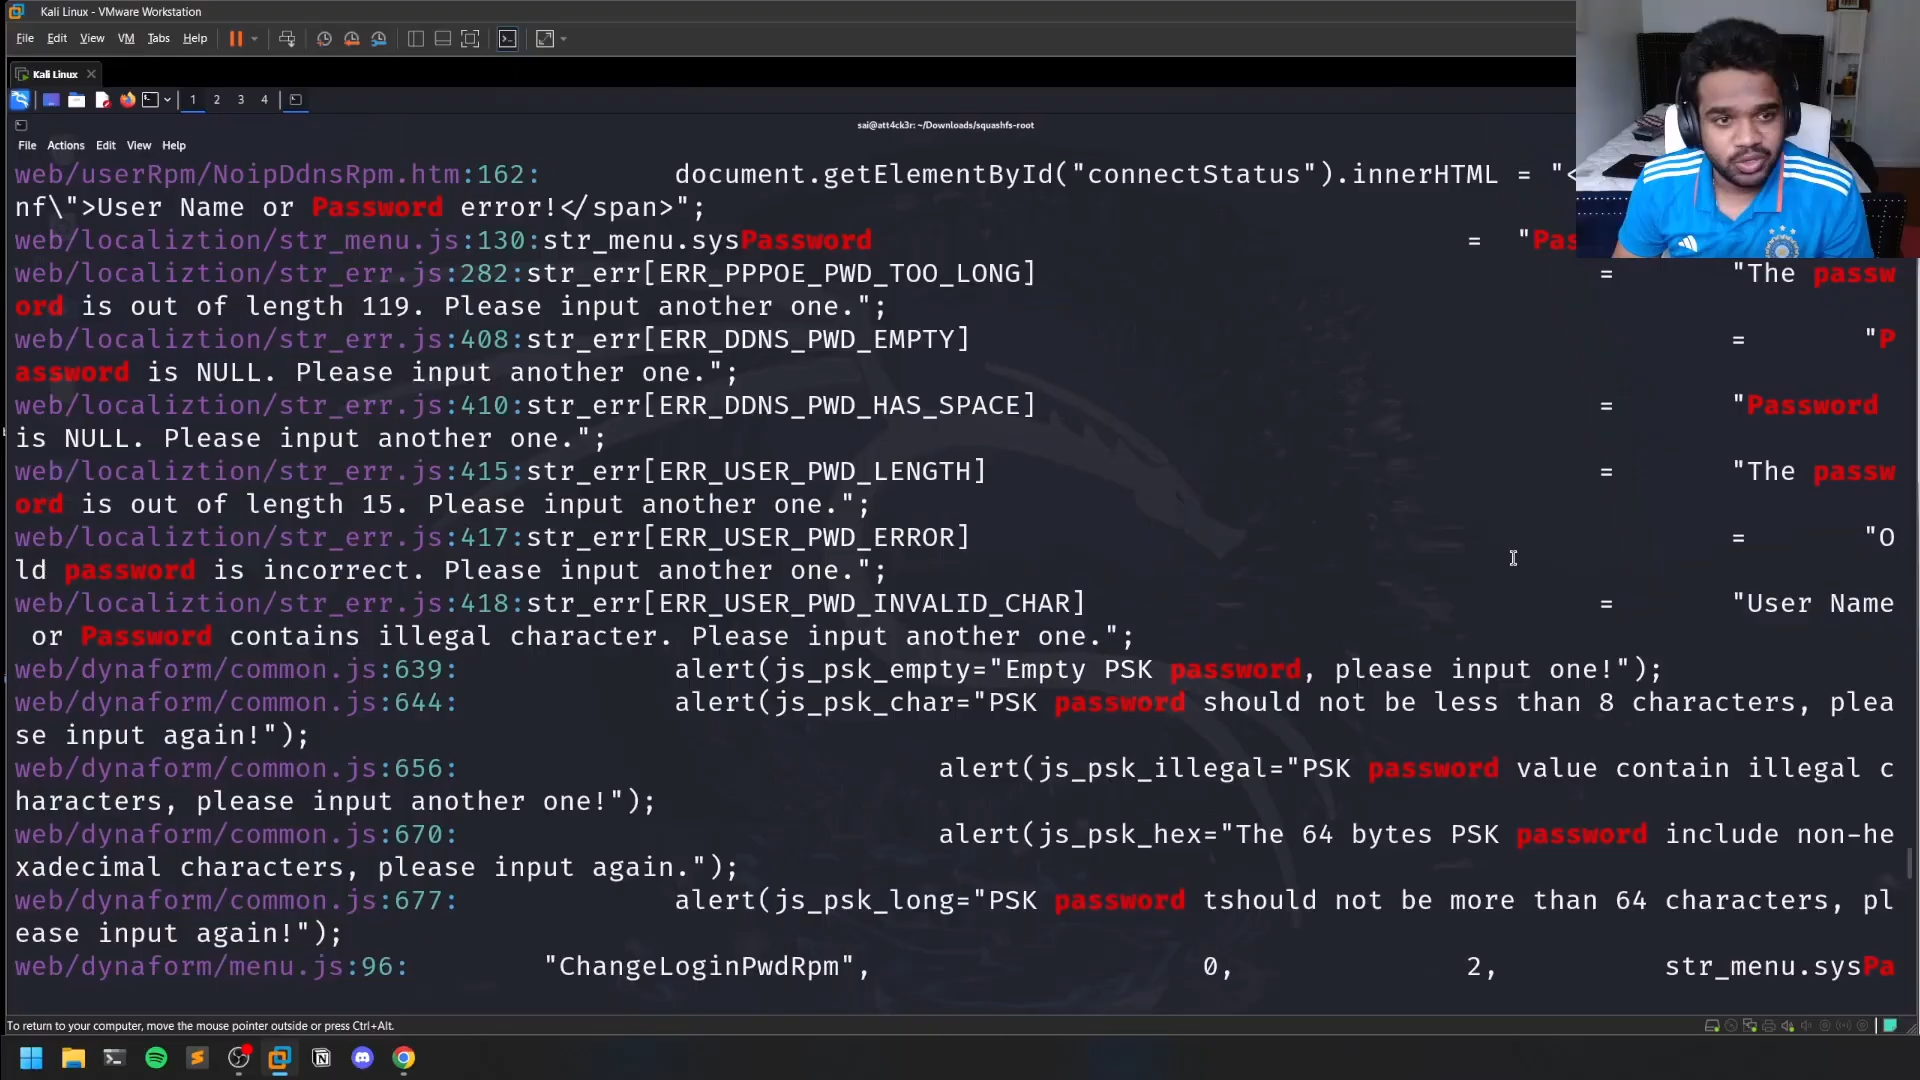 Kali Linux - VMware Workstation
File Edit View VM Tabs Help
Kali Linux
1 2 3 4
sai@att4ck3r: ~/Downloads/squashfs-root
File Actions Edit View Help
web/userRpm/NoipDdnsRpm.htm:162: document.getElementById("connectStatus").innerHTML = "<
nf\">User Name or Password error!</span>";
web/localiztion/str_menu.js:130:str_menu.sysPassword = "Pas
web/localiztion/str_err.js:282:str_err[ERR_PPPOE_PWD_TOO_LONG] = "The passw
ord is out of length 119. Please input another one.";
web/localiztion/str_err.js:408:str_err[ERR_DDNS_PWD_EMPTY] = "P
assword is NULL. Please input another one.";
web/localiztion/str_err.js:410:str_err[ERR_DDNS_PWD_HAS_SPACE] = "Password
is NULL. Please input another one.";
web/localiztion/str_err.js:415:str_err[ERR_USER_PWD_LENGTH] = "The passw
ord is out of length 15. Please input another one.";
web/localiztion/str_err.js:417:str_err[ERR_USER_PWD_ERROR] = "O
ld password is incorrect. Please input another one.";
web/localiztion/str_err.js:418:str_err[ERR_USER_PWD_INVALID_CHAR] = "User Name
or Password contains illegal character. Please input another one.";
web/dynaform/common.js:639: alert(js_psk_empty="Empty PSK password, please input one!");
web/dynaform/common.js:644: alert(js_psk_char="PSK password should not be less than 8 characters, plea
se input again!");
web/dynaform/common.js:656: alert(js_psk_illegal="PSK password value contain illegal c
haracters, please input another one!");
web/dynaform/common.js:670: alert(js_psk_hex="The 64 bytes PSK password include non-he
xadecimal characters, please input again.");
web/dynaform/common.js:677: alert(js_psk_long="PSK password tshould not be more than 64 characters, pl
ease input again!");
web/dynaform/menu.js:96: "ChangeLoginPwdRpm", 0, 2, str_menu.sysPa
To return to your computer, move the mouse pointer outside or press Ctrl+Alt.